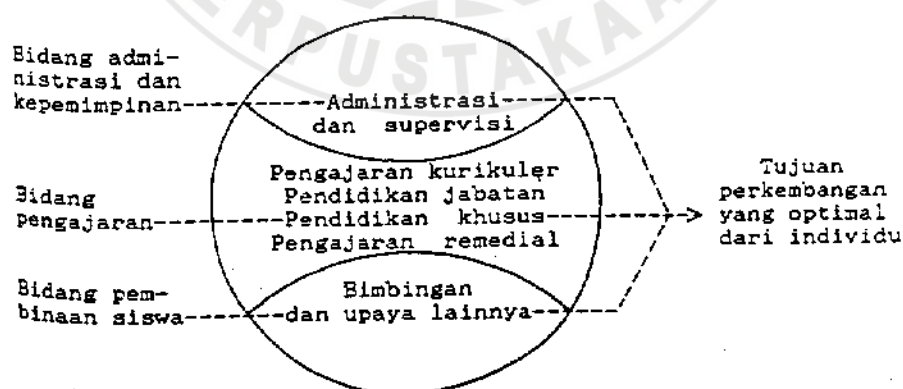 ERPUSTAKAA
Bidang admi-
nistrasi dan
kepemimpinan
Administrasi
dan supervisi
Bidang
pengajaran
Pengajaran kurikuler
Pendidikan jabatan
Pendidikan khusus
Pengajaran remedial
Bidang pem-
binaan siswa
Bimbingan
dan upaya lainnya
Tujuan
perkembangan
yang optimal
dari individu